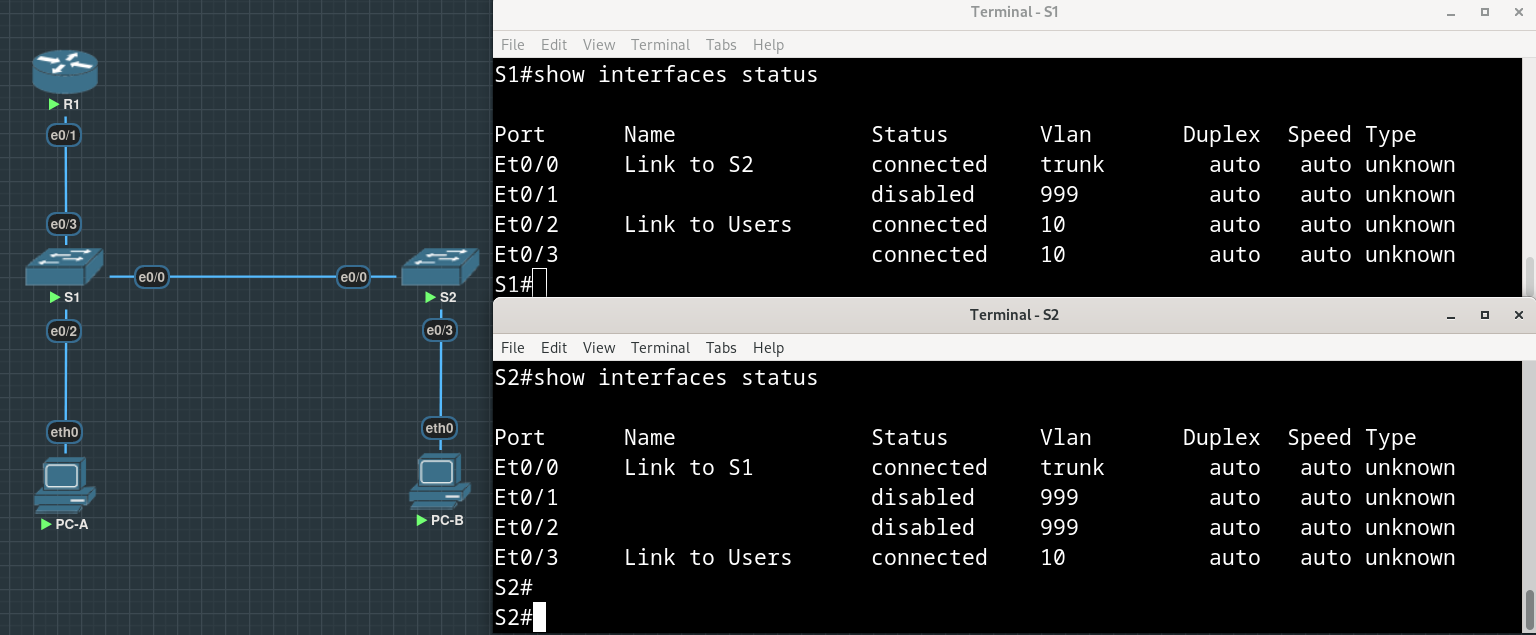 R1
e0/1
e0/3
S1
e0/0
e0/0
S2
e0/2
e0/3
eth0
eth0
PC-A
PC-B
Terminal - S1
File Edit View Terminal Tabs Help
S1#show interfaces status
Port Name Status Vlan Duplex Speed Type
Et0/0 Link to S2 connected trunk auto auto unknown
Et0/1 disabled 999 auto auto unknown
Et0/2 Link to Users connected 10 auto auto unknown
Et0/3 connected 10 auto auto unknown
S1#
Terminal - S2
File Edit View Terminal Tabs Help
S2#show interfaces status
Port Name Status Vlan Duplex Speed Type
Et0/0 Link to S1 connected trunk auto auto unknown
Et0/1 disabled 999 auto auto unknown
Et0/2 disabled 999 auto auto unknown
Et0/3 Link to Users connected 10 auto auto unknown
S2#
S2#